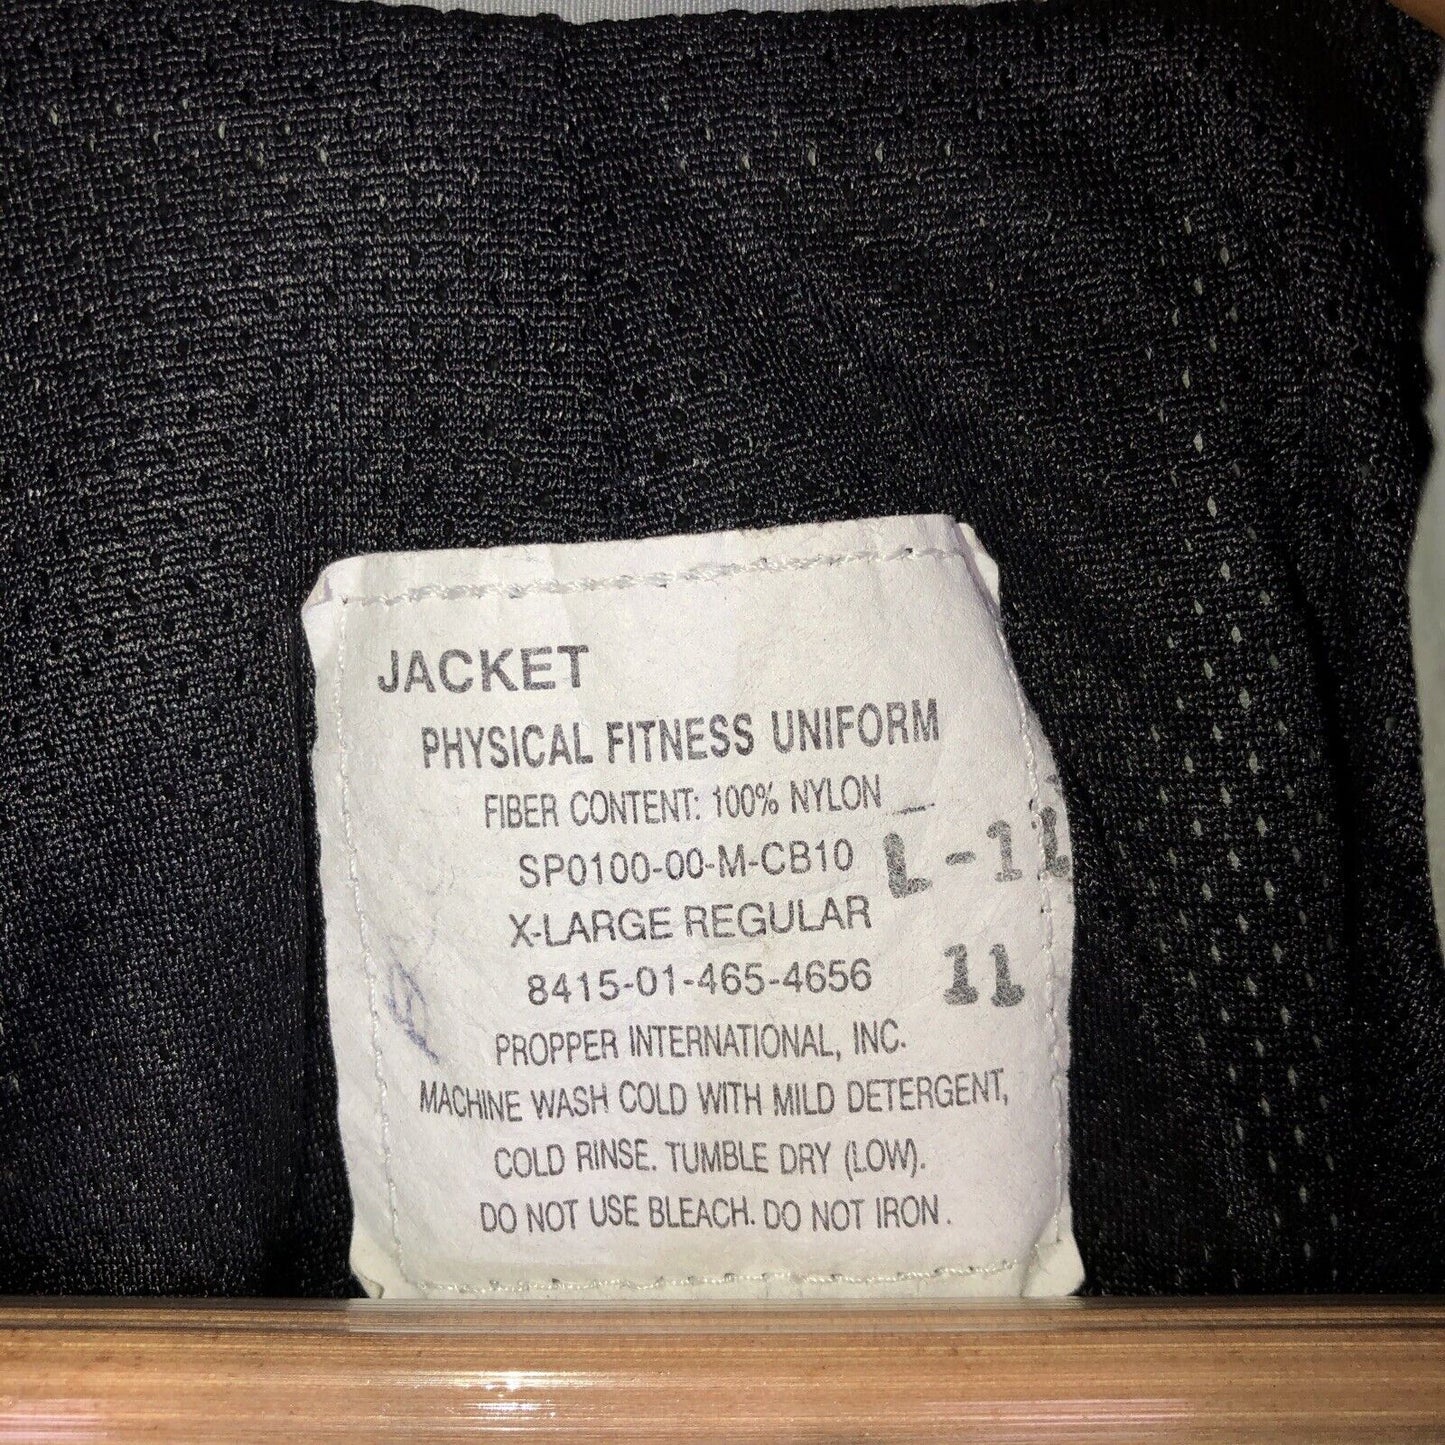 JACKET
PHYSICAL FITNESS UNIFORM
FIBER CONTENT: 100% NYLON
SP0100-00-M-CB10 L-11
X-LARGE REGULAR
8415-01-465-4656 11
PROPPER INTERNATIONAL, INC.
MACHINE WASH COLD WITH MILD DETERGENT,
COLD RINSE. TUMBLE DRY (LOW).
DO NOT USE BLEACH. DO NOT IRON.